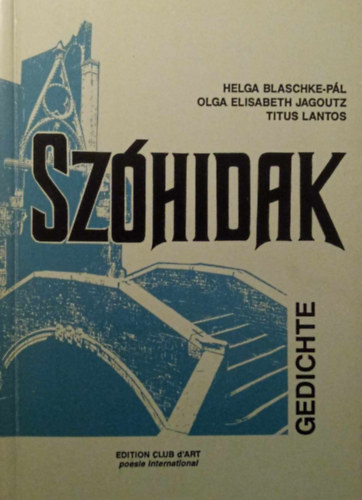 HELGA BLASCHKE-PÁL
OLGA ELISABETH JAGOUTZ
TITUS LANTOS
SZÓHIDAK
GEDICHTE
EDITION CLUB d'ART
poesie international